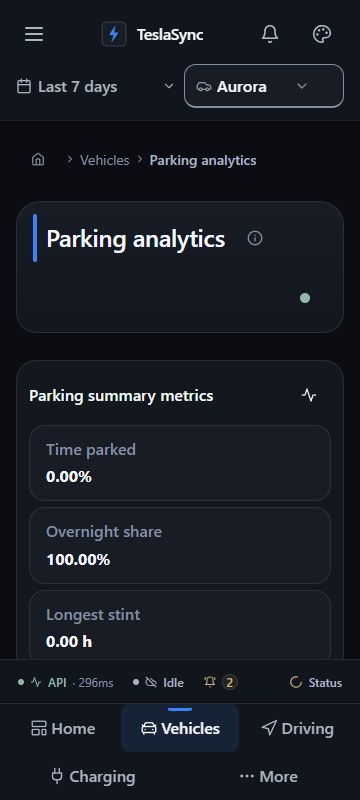 TeslaSync
Last 7 days
Aurora
Vehicles
Parking analytics
Parking analytics
Parking summary metrics
Time parked
0.00%
Overnight share
100.00%
Longest stint
0.00 h
API · 296ms
Idle
2
Status
Home
Vehicles
Driving
Charging
More